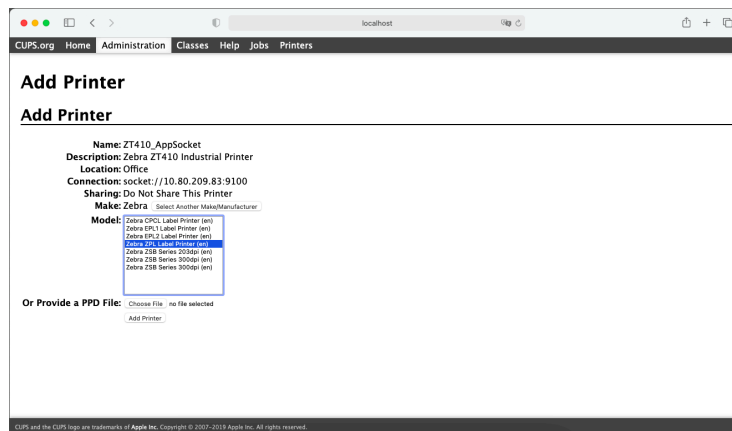 localhost
CUPS.org Home Administration Classes Help Jobs Printers
Add Printer
Add Printer
Name: ZT410_AppSocket
Description: Zebra ZT410 Industrial Printer
Location: Office
Connection: socket://10.80.209.83:9100
Sharing: Do Not Share This Printer
Make: Zebra Select Another Make/Manufacturer
Model: Zebra CPCL Label Printer (en)
Zebra EPL1 Label Printer (en)
Zebra EPL2 Label Printer (en)
Zebra ZPL Label Printer (en)
Zebra ZSB Series 203dpi (en)
Zebra ZSB Series 300dpi (en)
Zebra ZSB Series 300dpi (en)
Or Provide a PPD File: Choose File no file selected
Add Printer
CUPS and the CUPS logo are trademarks of Apple Inc. Copyright © 2007-2019 Apple Inc. All rights reserved.